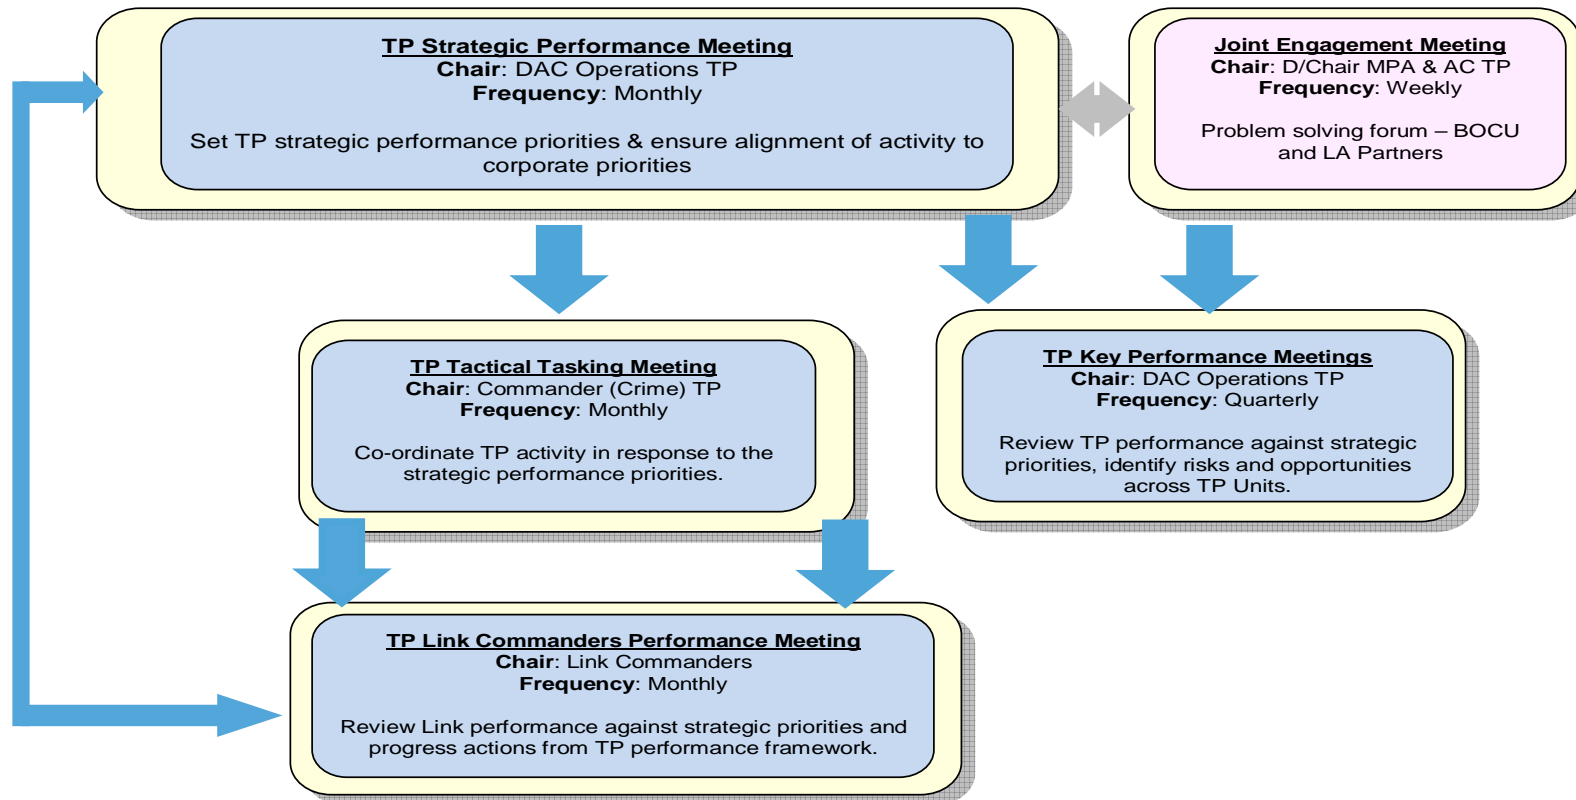 TP Strategic Performance Meeting
Chair: DAC Operations TP
Frequency: Monthly
Set TP strategic performance priorities & ensure alignment of activity to
corporate priorities
Joint Engagement Meeting
Chair: D/Chair MPA & AC TP
Frequency: Weekly
Problem solving forum – BOCU
and LA Partners
TP Tactical Tasking Meeting
Chair: Commander (Crime) TP
Frequency: Monthly
Co-ordinate TP activity in response to the
strategic performance priorities.
TP Key Performance Meetings
Chair: DAC Operations TP
Frequency: Quarterly
Review TP performance against strategic
priorities, identify risks and opportunities
across TP Units.
TP Link Commanders Performance Meeting
Chair: Link Commanders
Frequency: Monthly
Review Link performance against strategic priorities and
progress actions from TP performance framework.